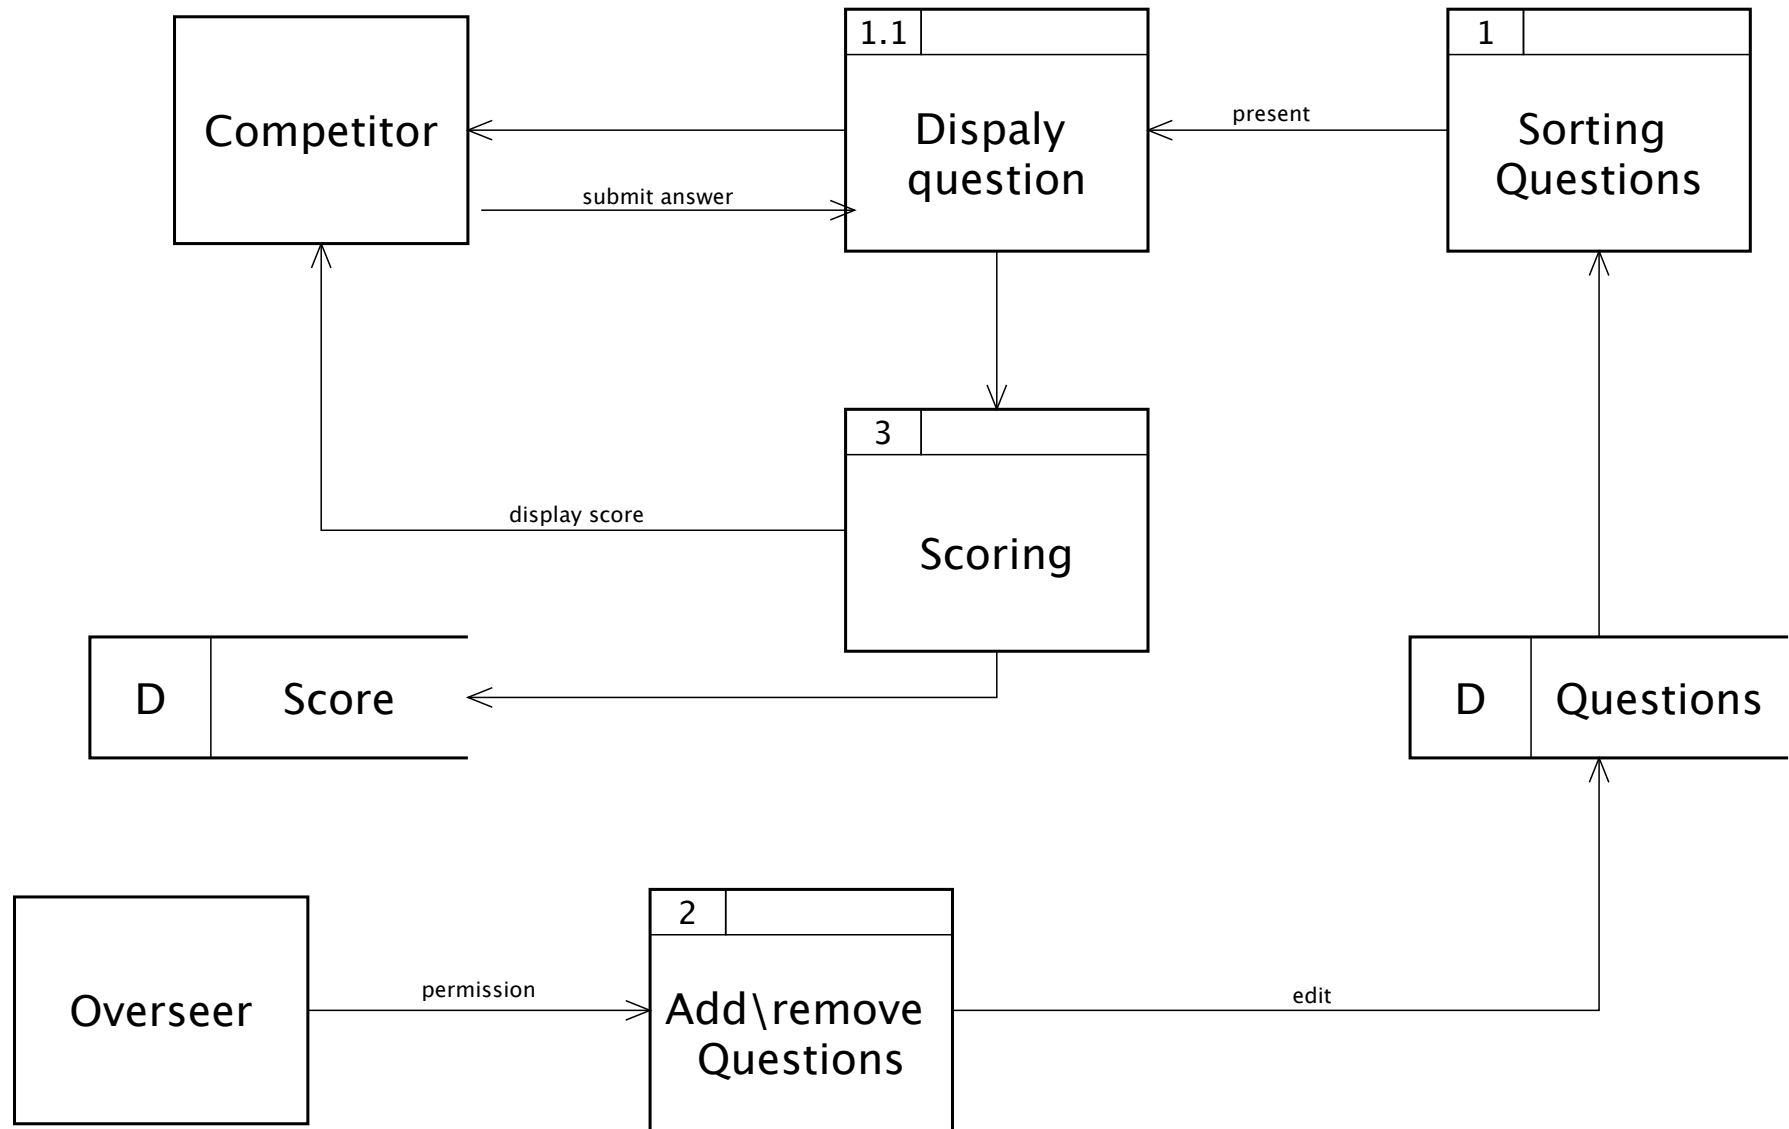 1.1
1
Competitor
Dispaly
question
present
Sorting
Questions
submit answer
3
display score
Scoring
D
Score
D
Questions
2
Overseer
permission
Add\remove
Questions
edit